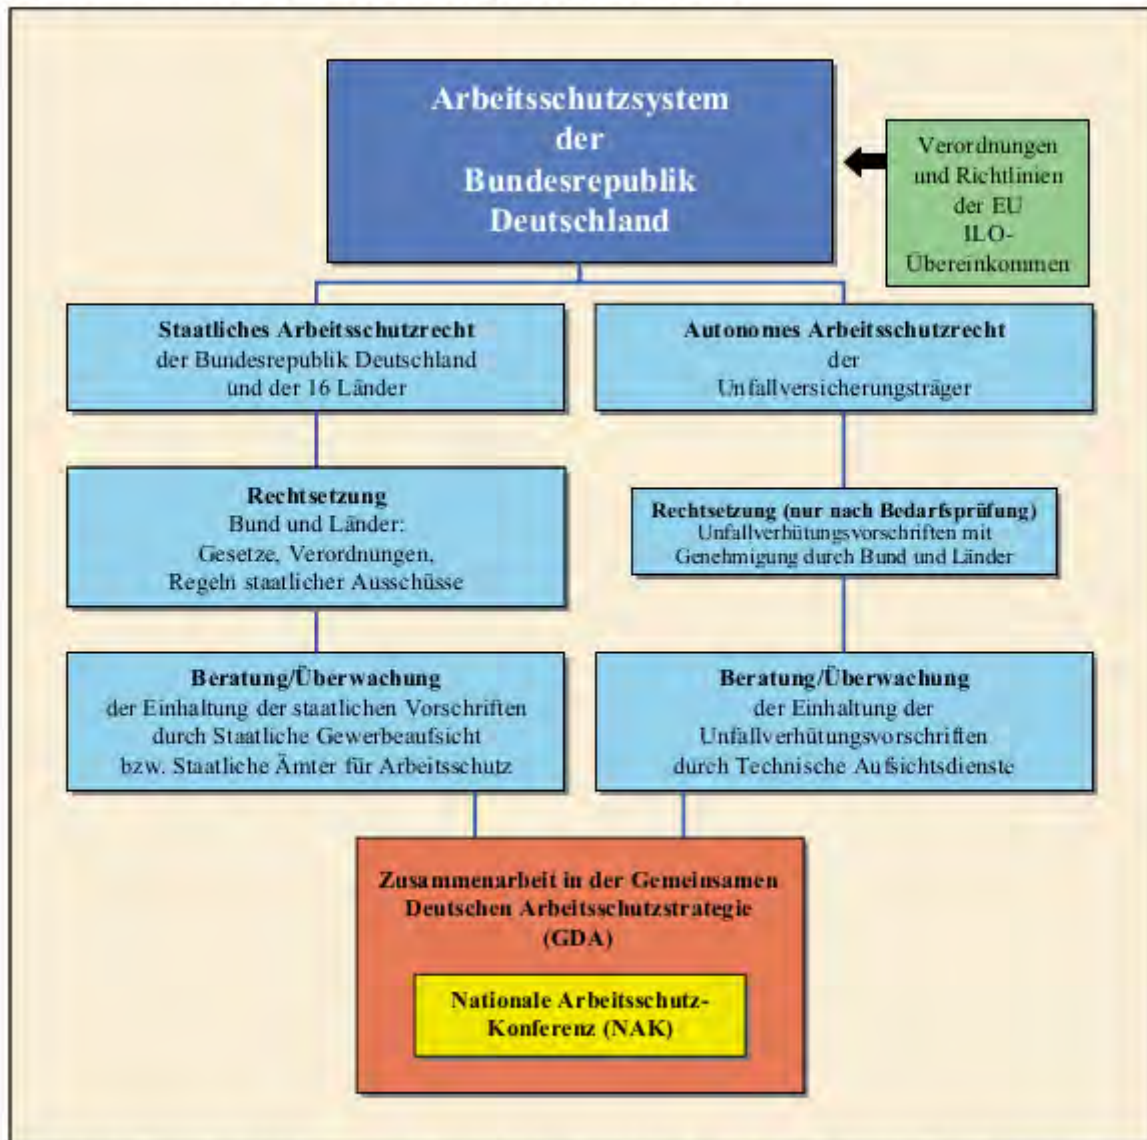 Arbeitsschutzsystem
der
Bundesrepublik
Deutschland
Verordnungen
und Richtlinien
der EU
ILO-
Übereinkommen
Staatliches Arbeitsschutzrecht
der Bundesrepublik Deutschland
und der 16 Länder
Autonomes Arbeitsschutzrecht
der
Unfallversicherungsträger
Rechtsetzung
Bund und Länder:
Gesetze, Verordnungen,
Regeln staatlicher Ausschüsse
Rechtsetzung (nur nach Bedarfsprüfung)
Unfallverhütungsvorschriften mit
Genehmigung durch Bund und Länder
Beratung/Überwachung
der Einhaltung der staatlichen Vorschriften
durch Staatliche Gewerbeaufsicht
bzw. Staatliche Ämter für Arbeitsschutz
Beratung/Überwachung
der Einhaltung der
Unfallverhütungsvorschriften
durch Technische Aufsichtsdienste
Zusammenarbeit in der Gemeinsamen
Deutschen Arbeitsschutzstrategie
(GDA)
Nationale Arbeitsschutz-
Konferenz (NAK)